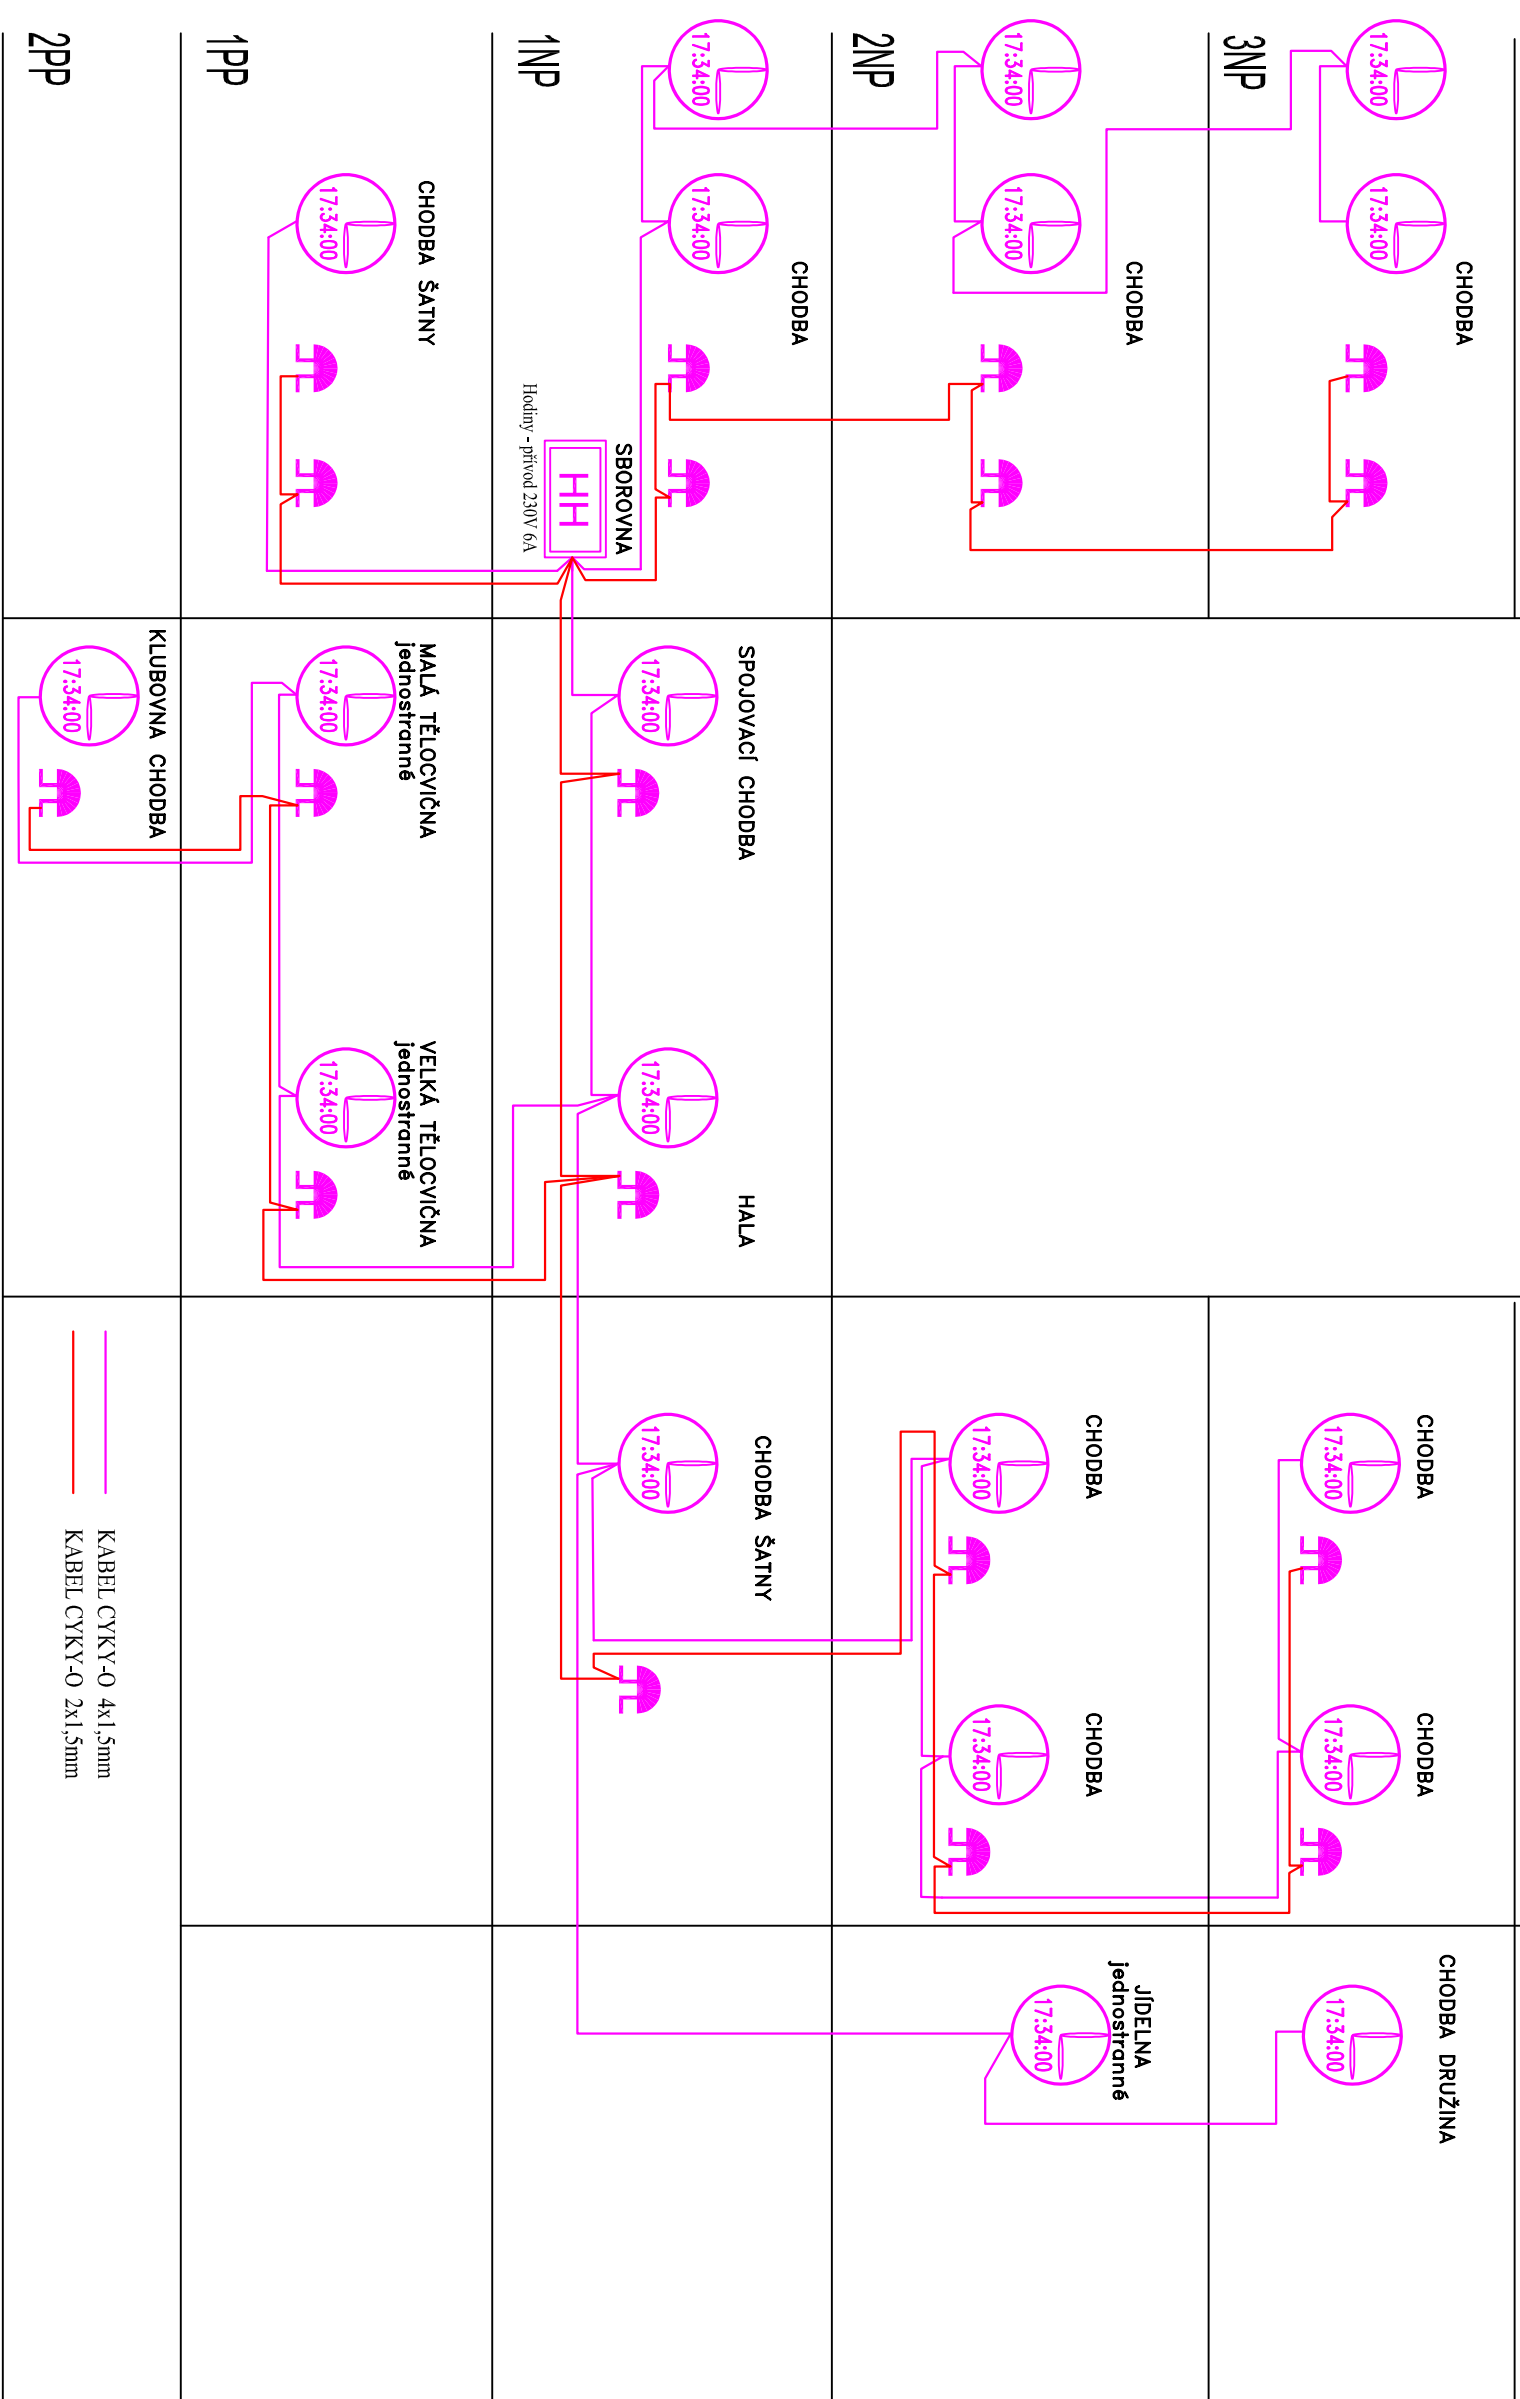 CHODBA
CHODBA
CHODBA
CHODBA DRUŽINA
17:34:00
17:34:00
17:34:00
17:34:00
17:34:00
3NP
CHODBA
CHODBA
CHODBA
JÍDELNA
jednostranné
17:34:00
17:34:00
17:34:00
17:34:00
17:34:00
2NP
CHODBA
SPOJOVACÍ CHODBA
HALA
CHODBA ŠATNY
17:34:00
17:34:00
17:34:00
17:34:00
17:34:00
SBOROVNA
HH
1NP
Hodiny - přívod 230V 6A
CHODBA ŠATNY
MALÁ TĚLOCVIČNA
jednostranné
VELKÁ TĚLOCVIČNA
jednostranné
17:34:00
17:34:00
17:34:00
1PP
KLUBOVNA CHODBA
17:34:00
2PP
KABEL CYKY-O 4x1,5mm
KABEL CYKY-O 2x1,5mm